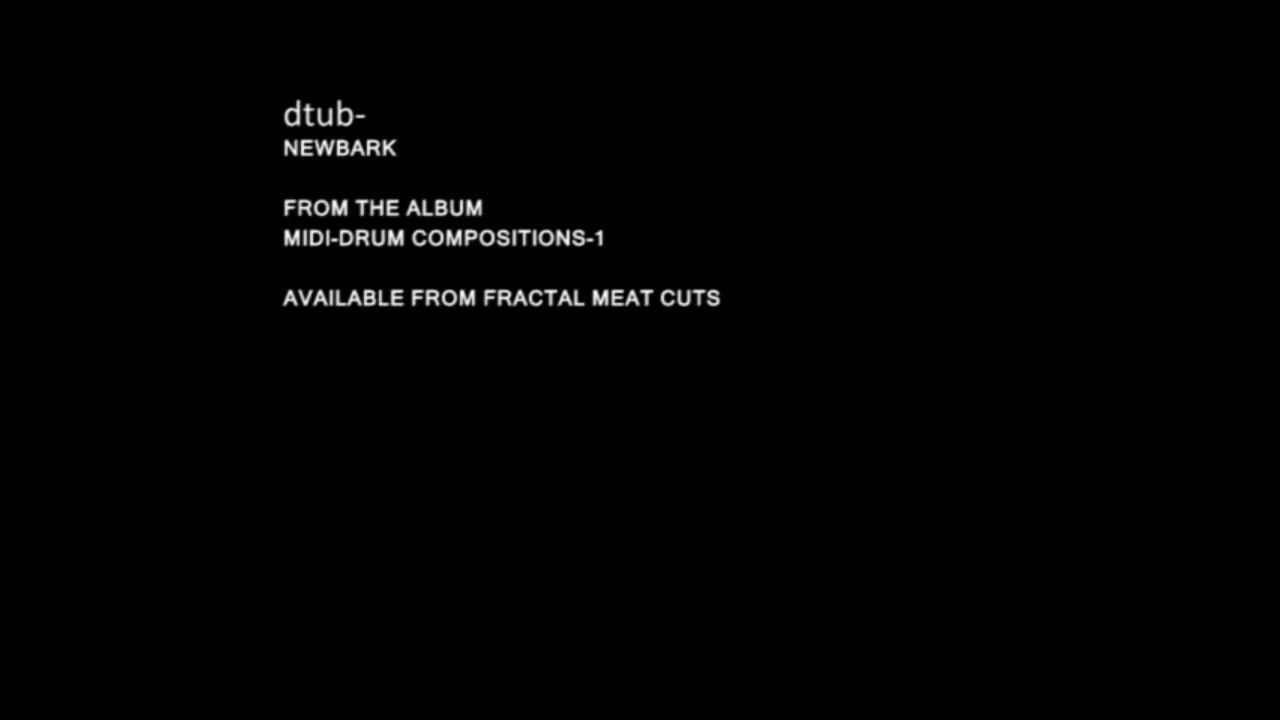 dtub-
NEWBARK
FROM THE ALBUM
MIDI-DRUM COMPOSITIONS-1
AVAILABLE FROM FRACTAL MEAT CUTS